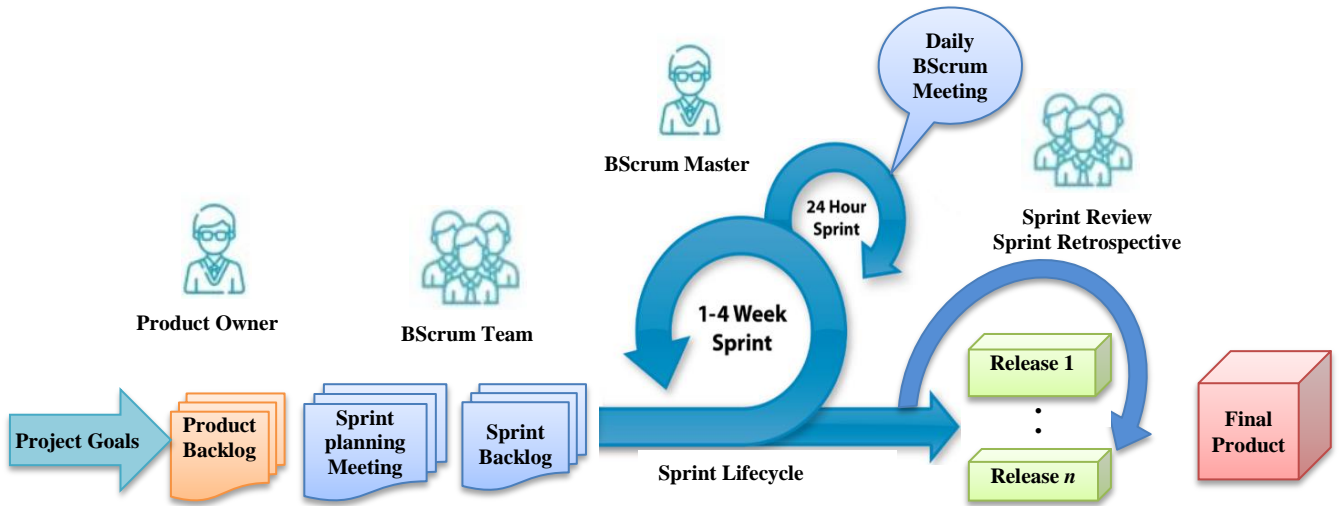 Project Goals
Product Owner
Product
Backlog
BScrum Team
Sprint
planning
Meeting
Sprint
Backlog
BScrum Master
Daily
BScrum
Meeting
24 Hour
Sprint
1-4 Week
Sprint
Sprint Lifecycle
Sprint Review
Sprint Retrospective
Release 1
Release n
Final
Product